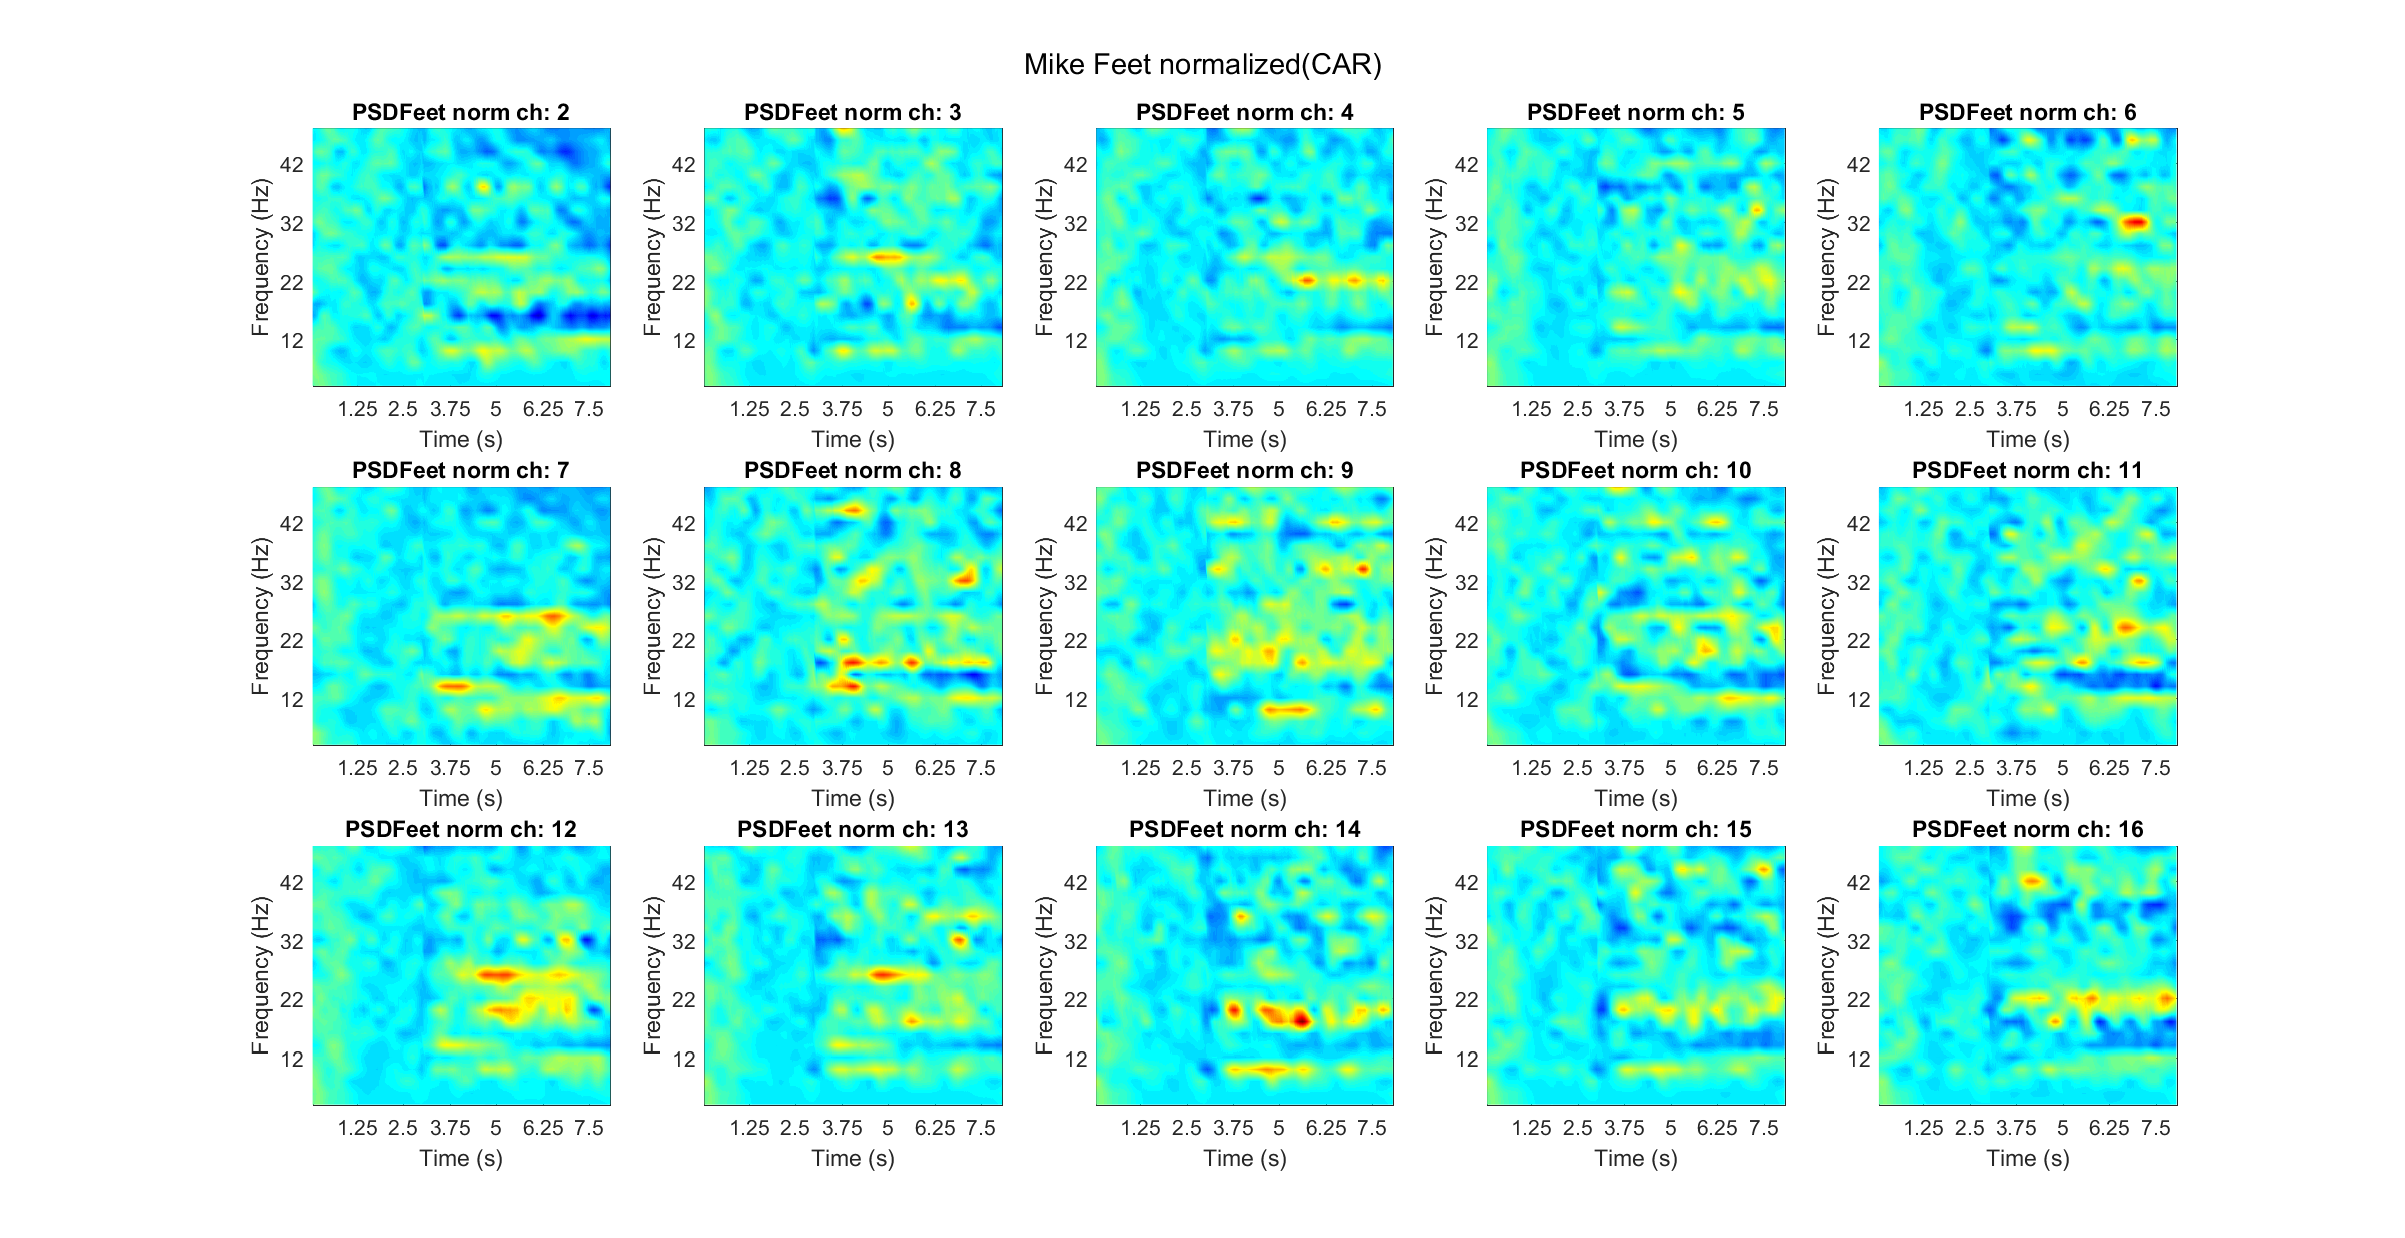 Mike Feet normalized(CAR)
PSDFeet norm ch: 2
Frequency (Hz)
42
32
22
12
1.25 2.5 3.75 5 6.25 7.5
Time (s)
PSDFeet norm ch: 3
Frequency (Hz)
42
32
22
12
1.25 2.5 3.75 5 6.25 7.5
Time (s)
PSDFeet norm ch: 4
Frequency (Hz)
42
32
22
12
1.25 2.5 3.75 5 6.25 7.5
Time (s)
PSDFeet norm ch: 5
Frequency (Hz)
42
32
22
12
1.25 2.5 3.75 5 6.25 7.5
Time (s)
PSDFeet norm ch: 6
Frequency (Hz)
42
32
22
12
1.25 2.5 3.75 5 6.25 7.5
Time (s)
PSDFeet norm ch: 7
Frequency (Hz)
42
32
22
12
1.25 2.5 3.75 5 6.25 7.5
Time (s)
PSDFeet norm ch: 8
Frequency (Hz)
42
32
22
12
1.25 2.5 3.75 5 6.25 7.5
Time (s)
PSDFeet norm ch: 9
Frequency (Hz)
42
32
22
12
1.25 2.5 3.75 5 6.25 7.5
Time (s)
PSDFeet norm ch: 10
Frequency (Hz)
42
32
22
12
1.25 2.5 3.75 5 6.25 7.5
Time (s)
PSDFeet norm ch: 11
Frequency (Hz)
42
32
22
12
1.25 2.5 3.75 5 6.25 7.5
Time (s)
PSDFeet norm ch: 12
Frequency (Hz)
42
32
22
12
1.25 2.5 3.75 5 6.25 7.5
Time (s)
PSDFeet norm ch: 13
Frequency (Hz)
42
32
22
12
1.25 2.5 3.75 5 6.25 7.5
Time (s)
PSDFeet norm ch: 14
Frequency (Hz)
42
32
22
12
1.25 2.5 3.75 5 6.25 7.5
Time (s)
PSDFeet norm ch: 15
Frequency (Hz)
42
32
22
12
1.25 2.5 3.75 5 6.25 7.5
Time (s)
PSDFeet norm ch: 16
Frequency (Hz)
42
32
22
12
1.25 2.5 3.75 5 6.25 7.5
Time (s)